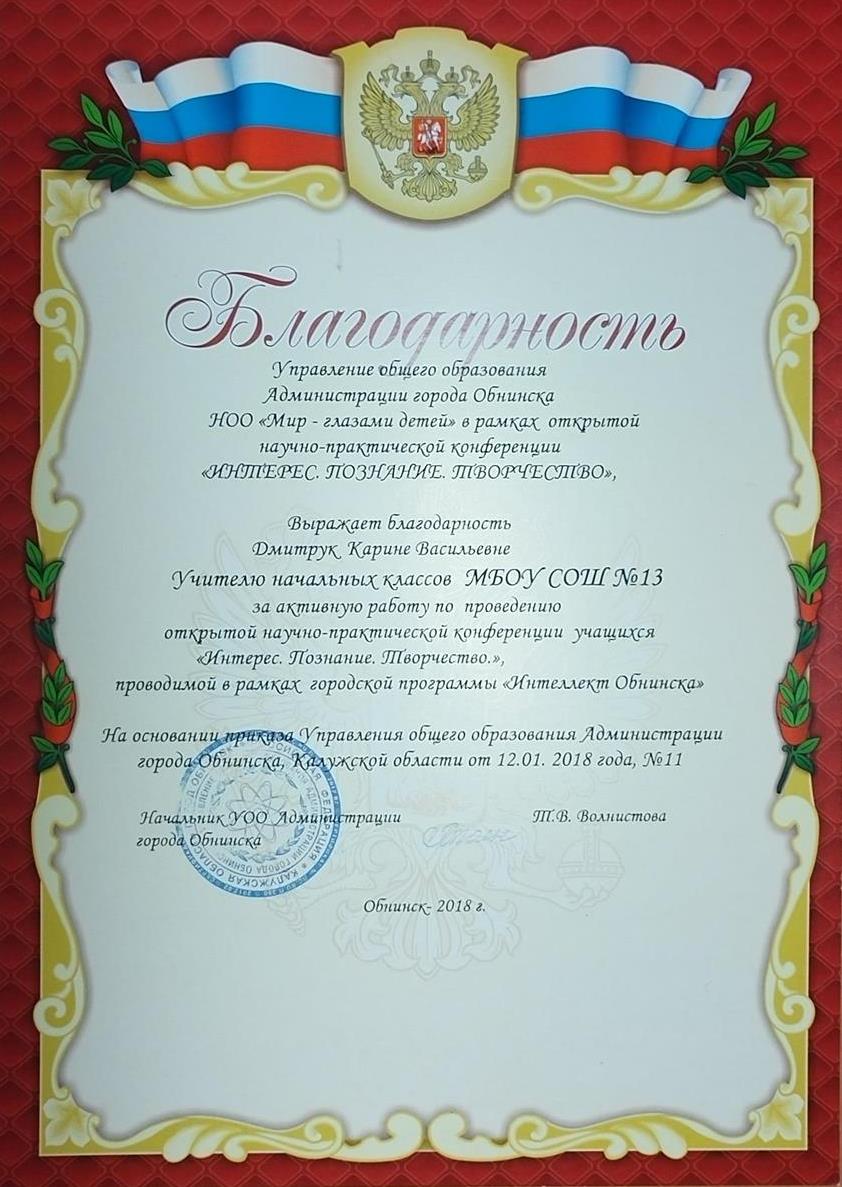 Благодарность
Управление общего образования
Администрации города Обнинска
НОО «Мир - глазами детей» в рамках открытой
научно-практической конференции
«ИНТЕРЕС. ПОЗНАНИЕ. ТВОРЧЕСТВО»,
Выражает благодарность
Дмитрук Карине Васильевне
Учителю начальных классов МБОУ СОШ №13
за активную работу по проведению
открытой научно-практической конференции учащихся
«Интерес. Познание. Творчество.»,
проводимой в рамках городской программы «Интеллект Обнинска»
На основании приказа Управления общего образования Администрации
города Обнинска, Калужской области от 12.01. 2018 года, №11
Начальник УОО Администрации Т.В. Волнистова
города Обнинска
Обнинск- 2018 г.